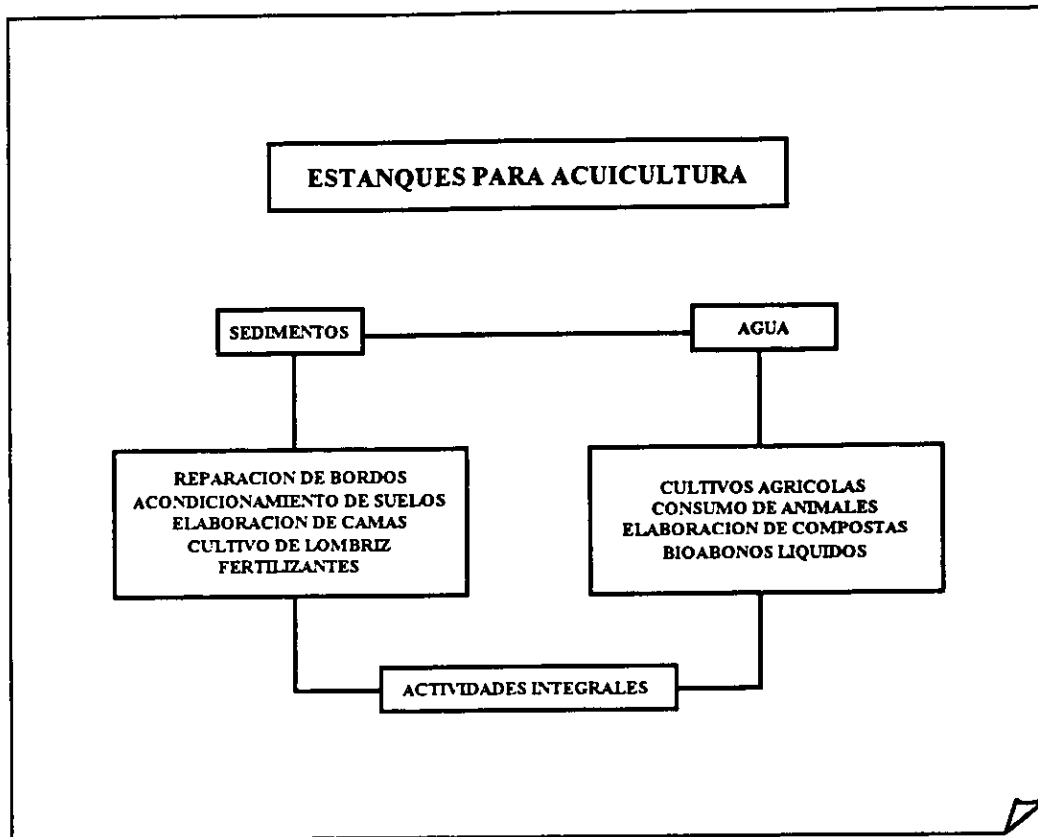 ESTANQUES PARA ACUICULTURA
SEDIMENTOS
AGUA
REPARACION DE BORDOS
ACONDICIONAMIENTO DE SUELOS
ELABORACION DE CAMAS
CULTIVO DE LOMBRIZ
FERTILIZANTES
CULTIVOS AGRICOLAS
CONSUMO DE ANIMALES
ELABORACION DE COMPOSTAS
BIOABONOS LIQUIDOS
ACTIVIDADES INTEGRALES